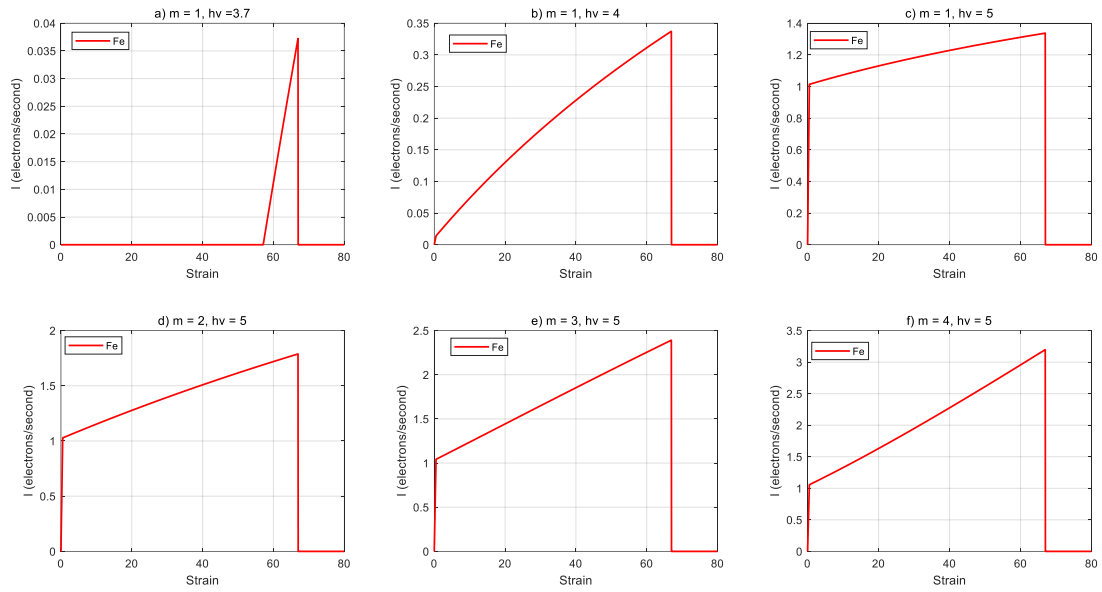 a) m = 1, hv =3.7
Fe
I (electrons/second)
0.04
0.035
0.03
0.025
0.02
0.015
0.01
0.005
0
0 20 40 60 80
Strain
b) m = 1, hv = 4
Fe
I (electrons/second)
0.35
0.3
0.25
0.2
0.15
0.1
0.05
0
0 20 40 60 80
Strain
c) m = 1, hv = 5
Fe
I (electrons/second)
1.4
1.2
1
0.8
0.6
0.4
0.2
0
0 20 40 60 80
Strain
d) m = 2, hv = 5
Fe
I (electrons/second)
2
1.5
1
0.5
0
0 20 40 60 80
Strain
e) m = 3, hv = 5
Fe
I (electrons/second)
2.5
2
1.5
1
0.5
0
0 20 40 60 80
Strain
f) m = 4, hv = 5
Fe
I (electrons/second)
3.5
3
2.5
2
1.5
1
0.5
0
0 20 40 60 80
Strain